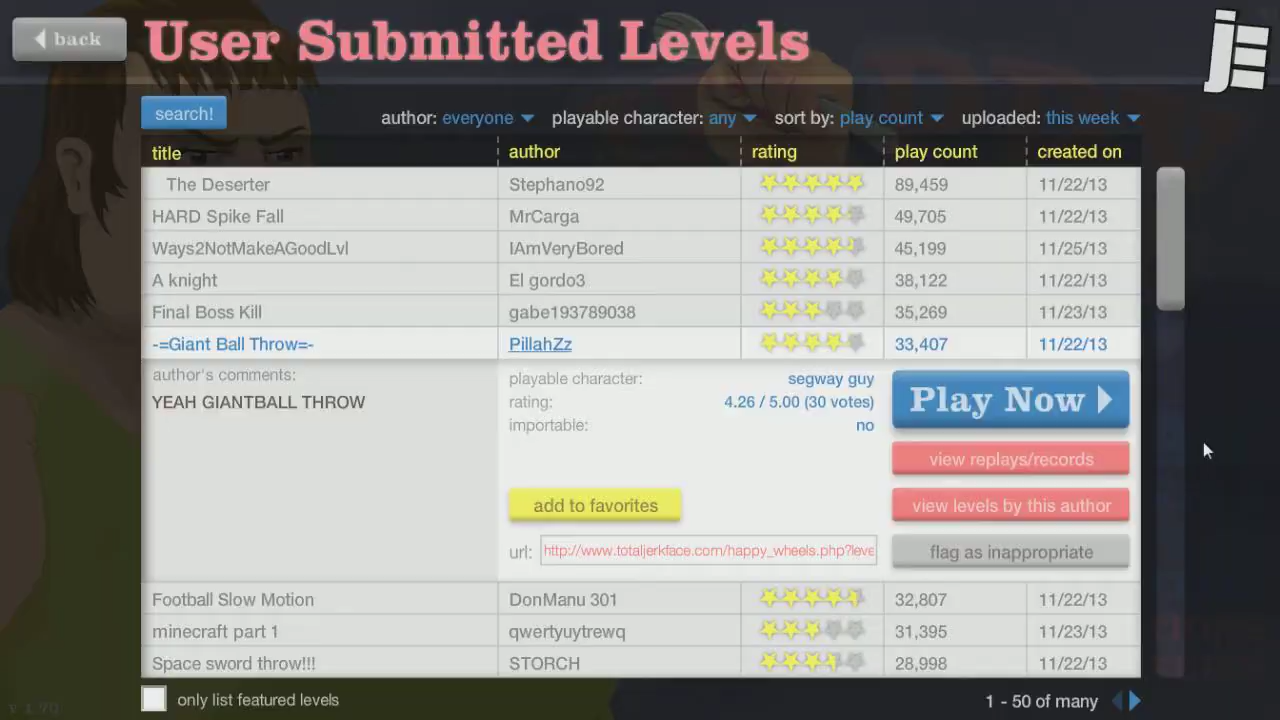 back
User Submitted Levels
jE
search!
author: everyone playable character: any sort by: play count uploaded: this week
title author rating play count created on
The Deserter Stephano92 89,459 11/22/13
HARD Spike Fall MrCarga 49,705 11/22/13
Ways2NotMakeAGoodLvl IAmVeryBored 45,199 11/25/13
A knight El gordo3 38,122 11/22/13
Final Boss Kill gabe193789038 35,269 11/23/13
-=Giant Ball Throw=- PillahZz 33,407 11/22/13
author's comments:
YEAH GIANTBALL THROW
playable character: segway guy
rating: 4.26 / 5.00 (30 votes)
importable: no
add to favorites
url: http://www.totaljerkface.com/happy_wheels.php?leve
Play Now
view replays/records
view levels by this author
flag as inappropriate
Football Slow Motion DonManu 301 32,807 11/22/13
minecraft part 1 qwertyuytrewq 31,395 11/23/13
Space sword throw!!! STORCH 28,998 11/22/13
only list featured levels
1 - 50 of many